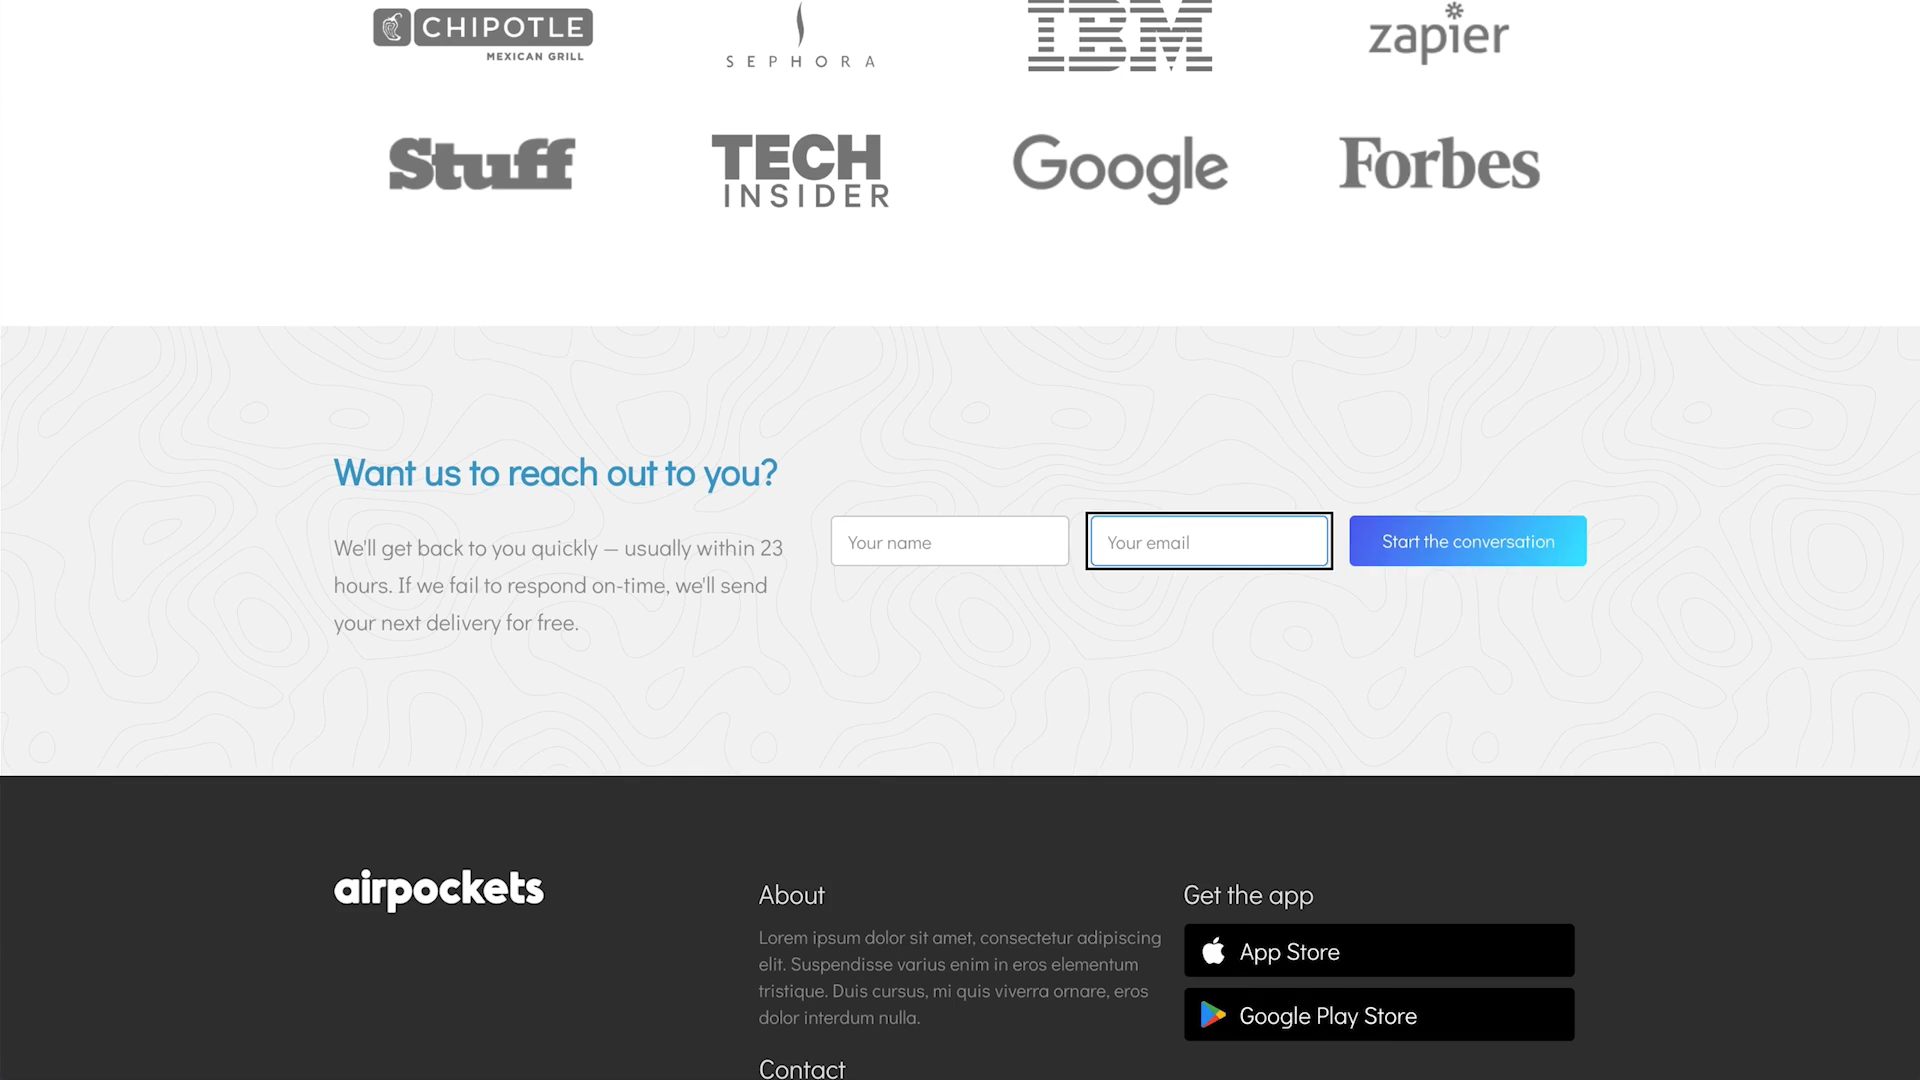 CHIPOTLE
MEXICAN GRILL
SEPHORA
IBM
zapier
Stuff
TECH
INSIDER
Google
Forbes
Want us to reach out to you?
We'll get back to you quickly — usually within 23
hours. If we fail to respond on-time, we'll send
your next delivery for free.
Your name
Your email
Start the conversation
airpockets
About
Lorem ipsum dolor sit amet, consectetur adipiscing
elit. Suspendisse varius enim in eros elementum
tristique. Duis cursus, mi quis viverra ornare, eros
dolor interdum nulla.
Contact
Get the app
App Store
Google Play Store